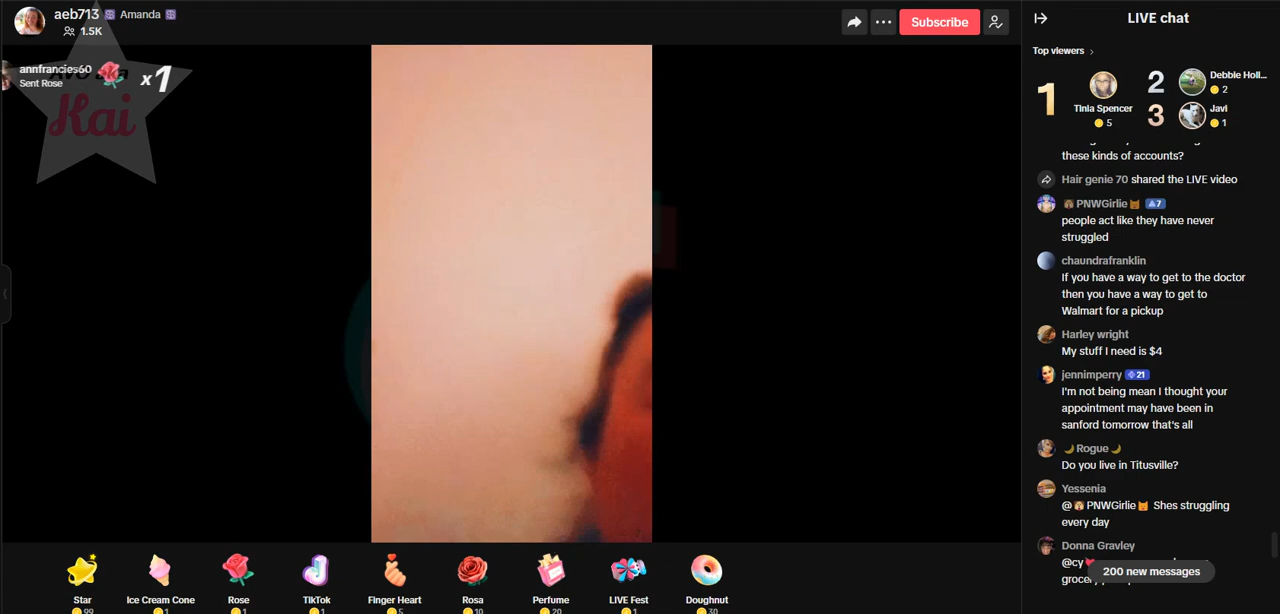 aeb713 Amanda
1.5K
Subscribe
annfrancies60
Sent Rose
x1
Kai
LIVE chat
Top viewers
1
Tinla Spencer
5
2
Debbie Holl...
2
3
Javi
1
these kinds of accounts?
Hair genie 70 shared the LIVE video
PNWGirlie 7
people act like they have never
struggled
chaundrafranklin
If you have a way to get to the doctor
then you have a way to get to
Walmart for a pickup
Harley wright
My stuff I need is $4
jennimperry 21
I'm not being mean I thought your
appointment may have been in
sanford tomorrow that's all
🌙Rogue🌙
Do you live in Titusville?
Yessenia
@PNWGirlie Shes struggling
every day
Donna Gravley
@cy
200 new messages
Star
99
Ice Cream Cone
1
Rose
1
TikTok
1
Finger Heart
5
Rosa
10
Perfume
20
LIVE Fest
1
Doughnut
30